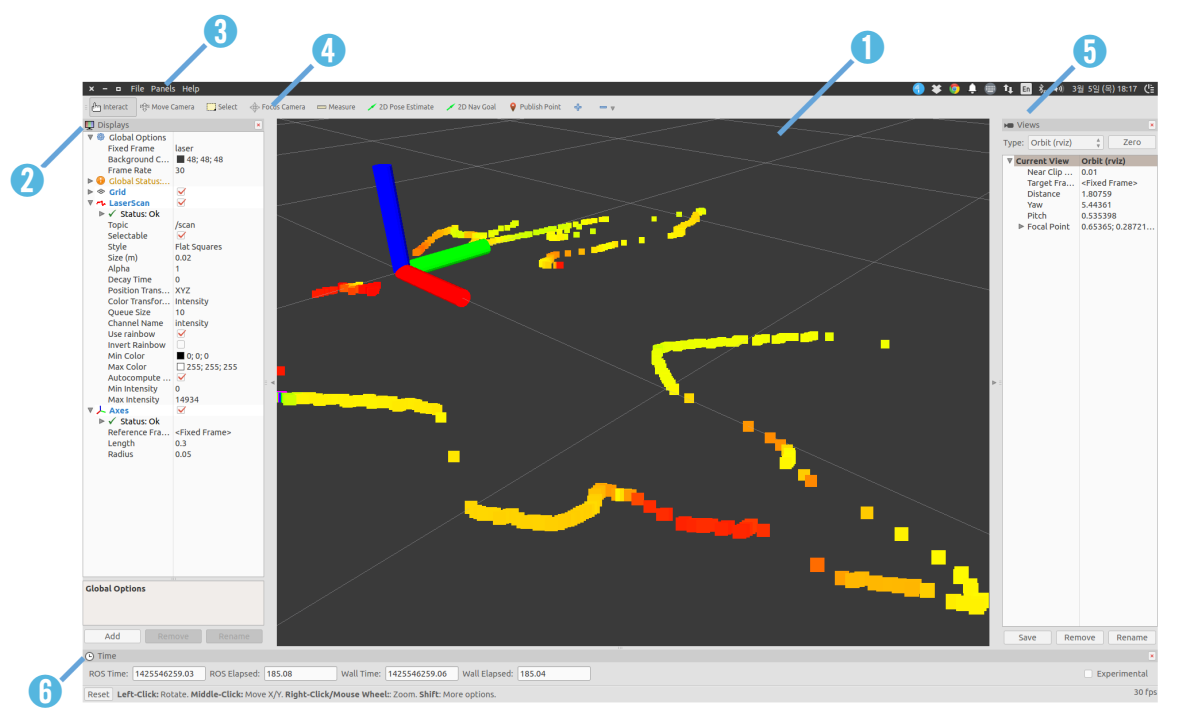 3
4
1
5
File Panels Help
En
3월 5일 (목) 18:17
Interact Move Camera Select Focus Camera Measure 2D Pose Estimate 2D Nav Goal Publish Point
2
Displays
Global Options
Fixed Frame laser
Background C... 48; 48; 48
Frame Rate 30
Global Status:...
Grid
LaserScan
Status: Ok
Topic /scan
Selectable
Style Flat Squares
Size (m) 0.02
Alpha 1
Decay Time 0
Position Trans... XYZ
Color Transfor... Intensity
Queue Size 10
Channel Name intensity
Use rainbow
Invert Rainbow
Min Color 0; 0; 0
Max Color 255; 255; 255
Autocompute ...
Min Intensity 0
Max Intensity 14934
Axes
Status: Ok
Reference Fra... <Fixed Frame>
Length 0.3
Radius 0.05
Global Options
Add Remove Rename
Views
Type: Orbit (rviz) Zero
Current View Orbit (rviz)
Near Clip ... 0.01
Target Fra... <Fixed Frame>
Distance 1.80759
Yaw 5.44361
Pitch 0.535398
Focal Point 0.65365; 0.28721...
Save Remove Rename
6
Time
ROS Time: 1425546259.03 ROS Elapsed: 185.08 Wall Time: 1425546259.06 Wall Elapsed: 185.04 Experimental
Reset Left-Click: Rotate. Middle-Click: Move X/Y. Right-Click/Mouse Wheel:: Zoom. Shift: More options. 30 fps